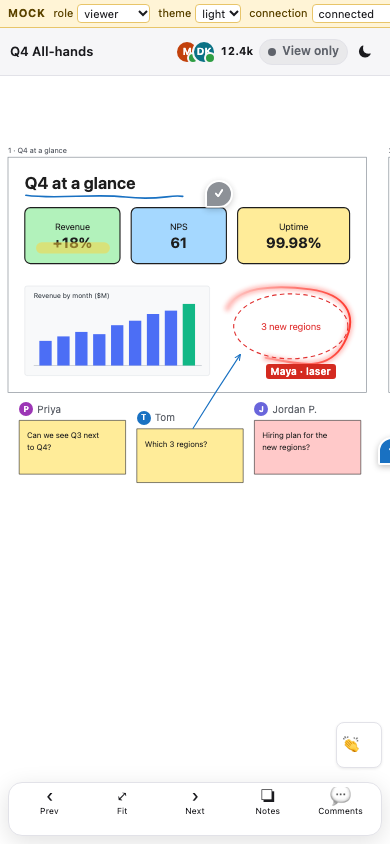 MOCK role viewer theme light connection connected
Q4 All-hands M DK 12.4k View only
1 · Q4 at a glance
Q4 at a glance
Revenue
+18%
NPS
61
Uptime
99.98%
Revenue by month ($M)
3 new regions
Maya · laser
P Priya
T Tom
J Jordan P.
Can we see Q3 next
to Q4?
Which 3 regions?
Hiring plan for the
new regions?
Prev
Fit
Next
Notes
Comments